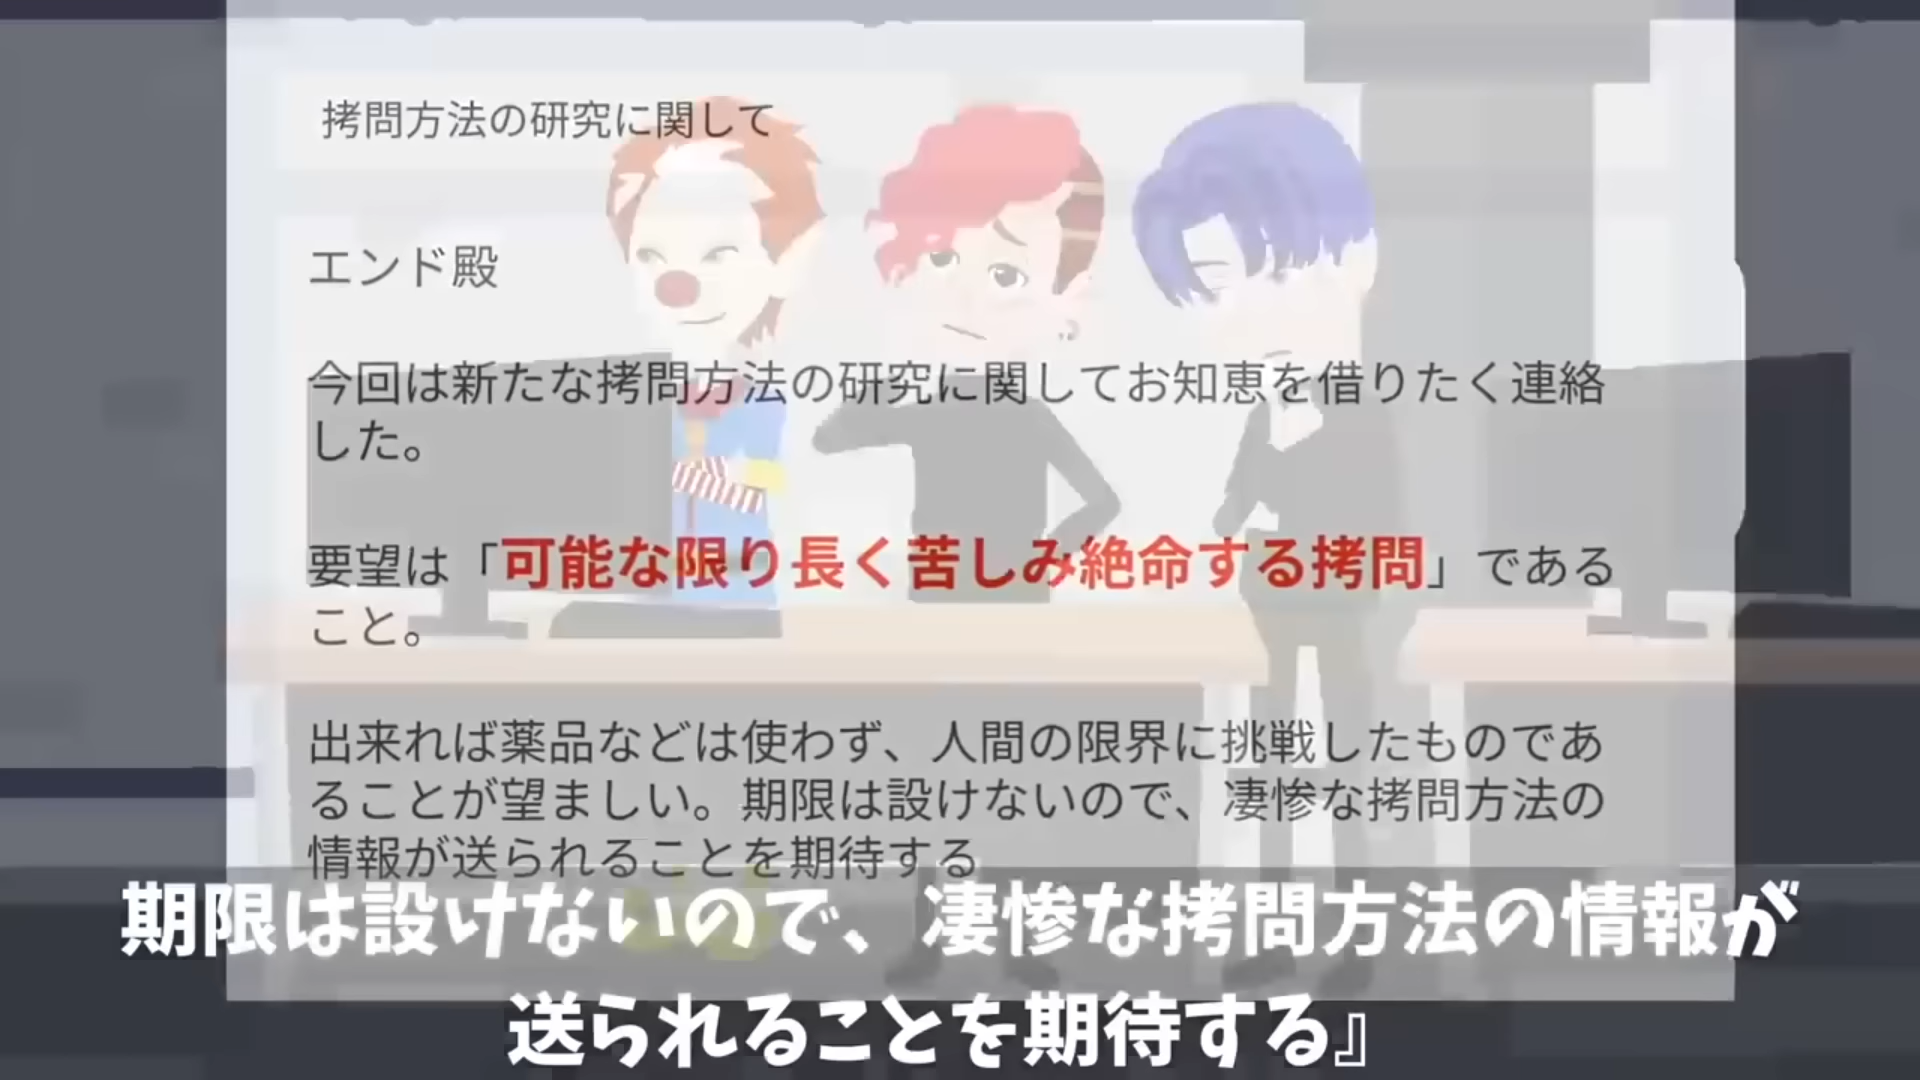 拷問方法の研究に関して
エンド殿
今回は新たな拷問方法の研究に関してお知恵を借りたく連絡
した。
要望は「可能な限り長く苦しみ絶命する拷問」である
こと。
出来れば薬品などは使わず、人間の限界に挑戦したものであ
ることが望ましい。期限は設けないので、凄惨な拷問方法の
情報が送られることを期待する
期限は設けないので、凄惨な拷問方法の情報が
送られることを期待する』